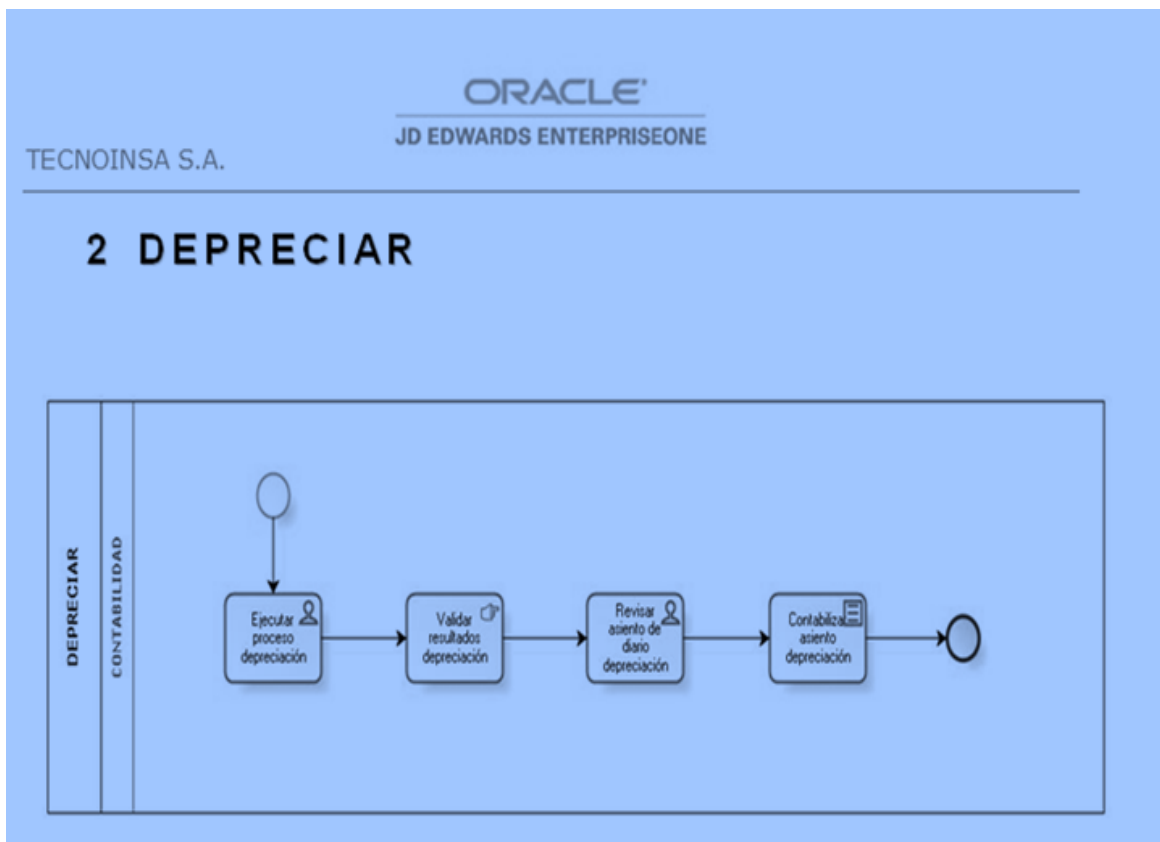 ORACLE
JD EDWARDS ENTERPRISEONE
TECNOINSA S.A.
2 DEPRECIAR
DEPRECIAR
CONTABILIDAD
Ejecutar
proceso
depreciación
Validar
resultados
depreciación
Revisar
asiento de
diario
depreciación
Contabilizar
asiento
depreciación